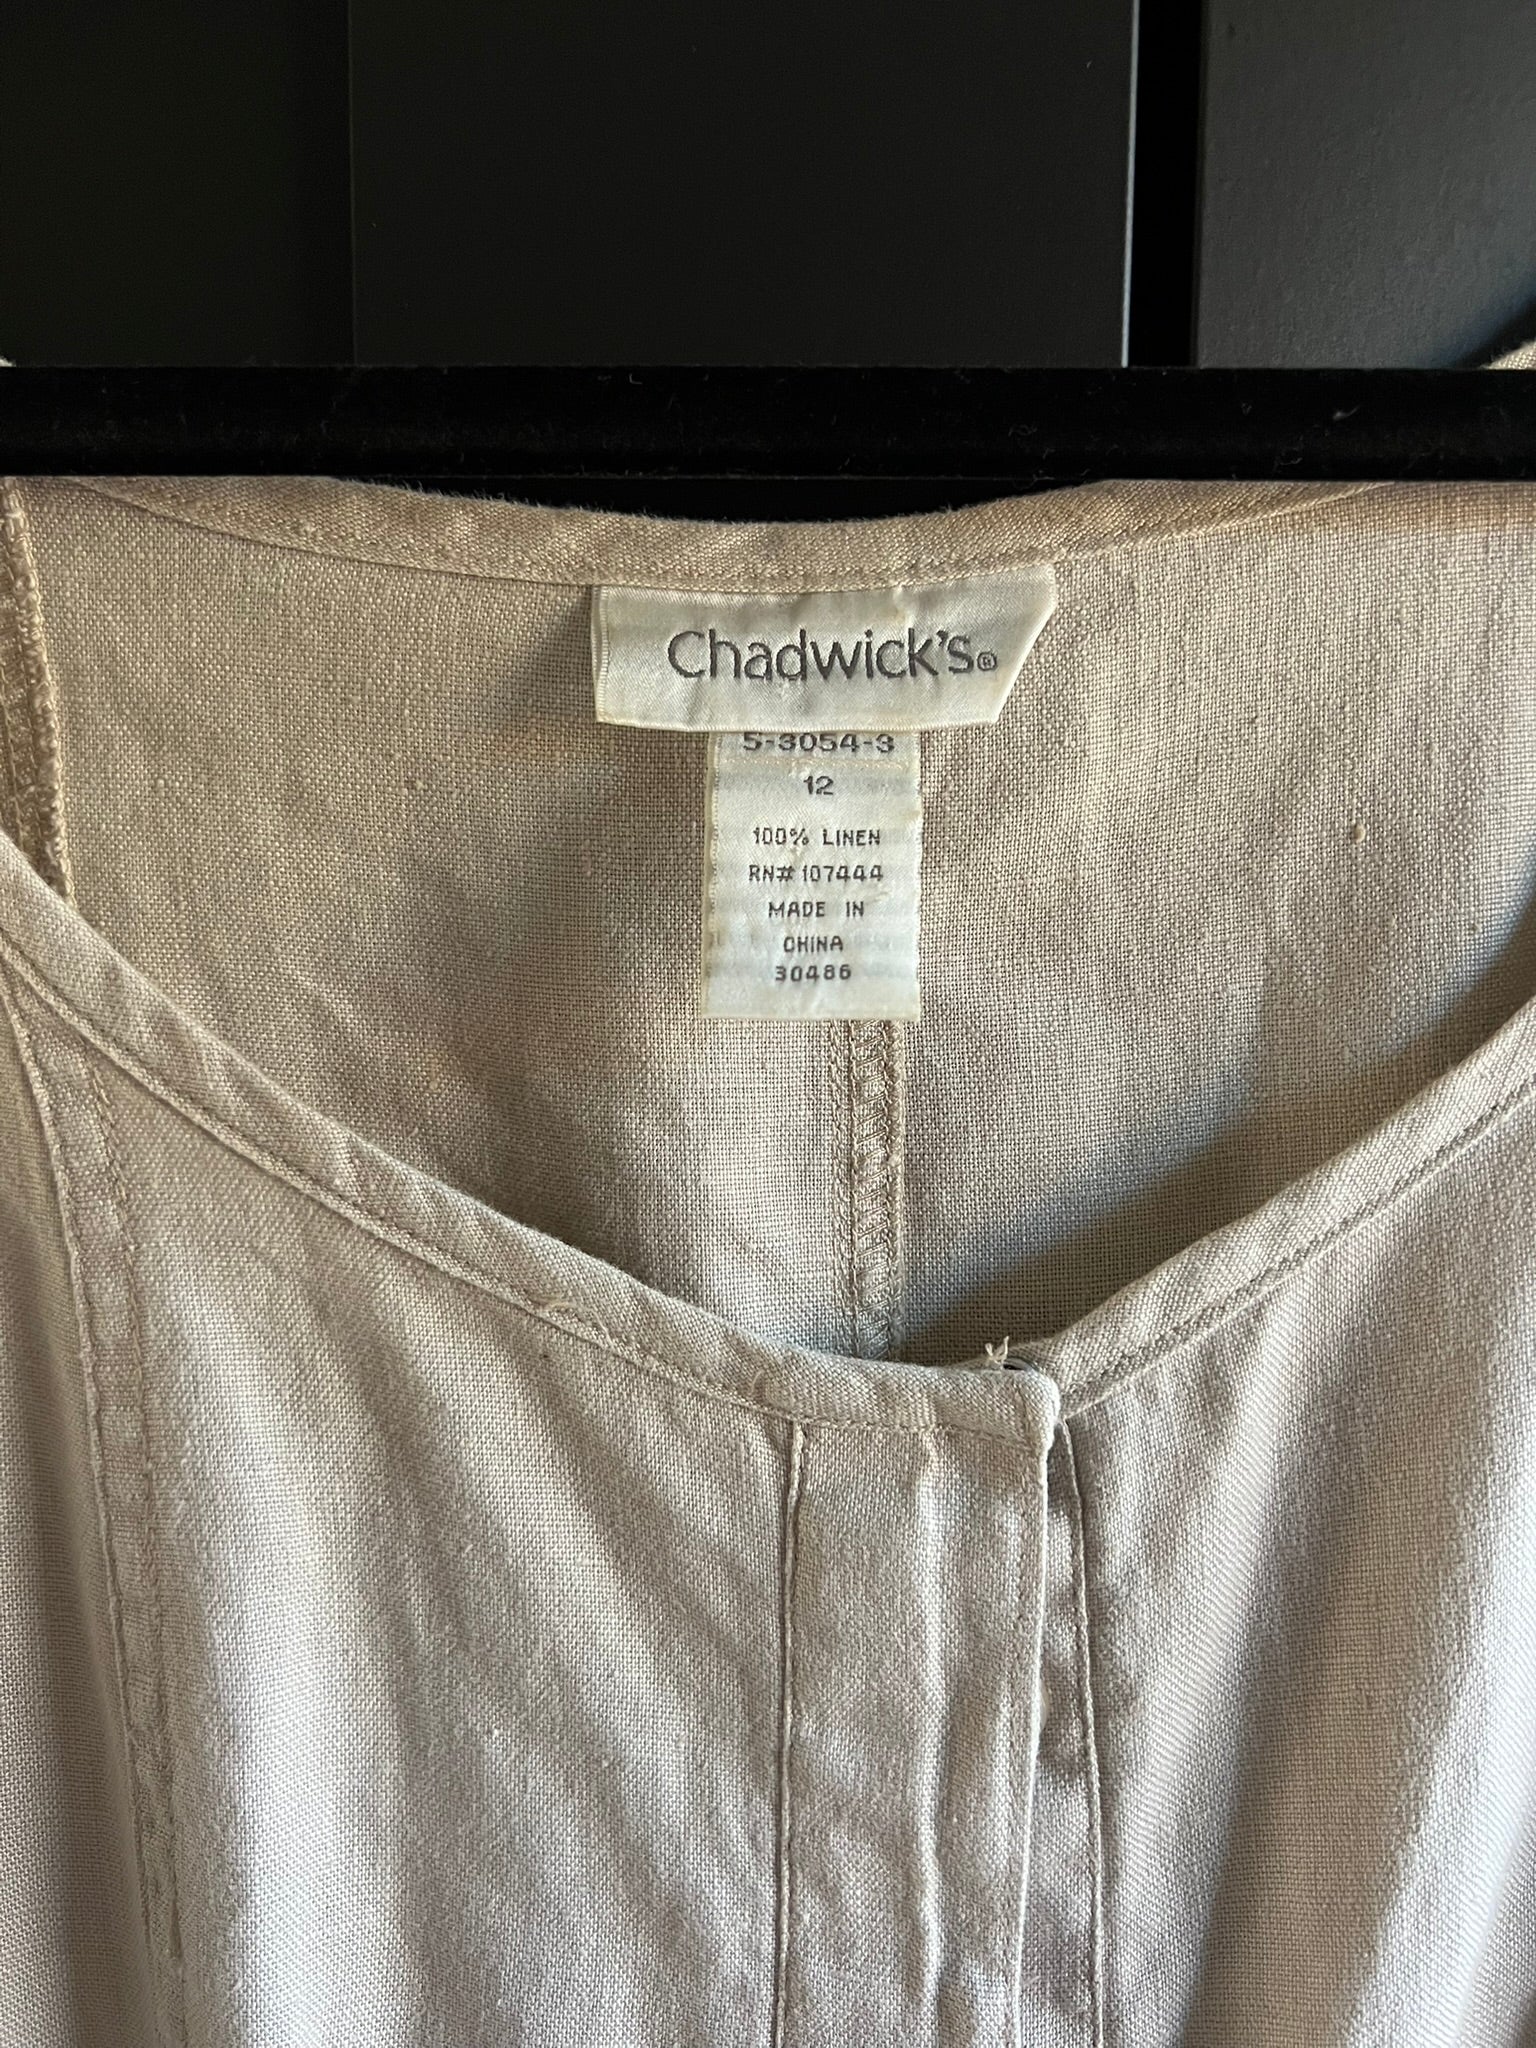 Chadwick's®
5-3054-3
12
100% LINEN
RN# 107444
MADE IN
CHINA
30486